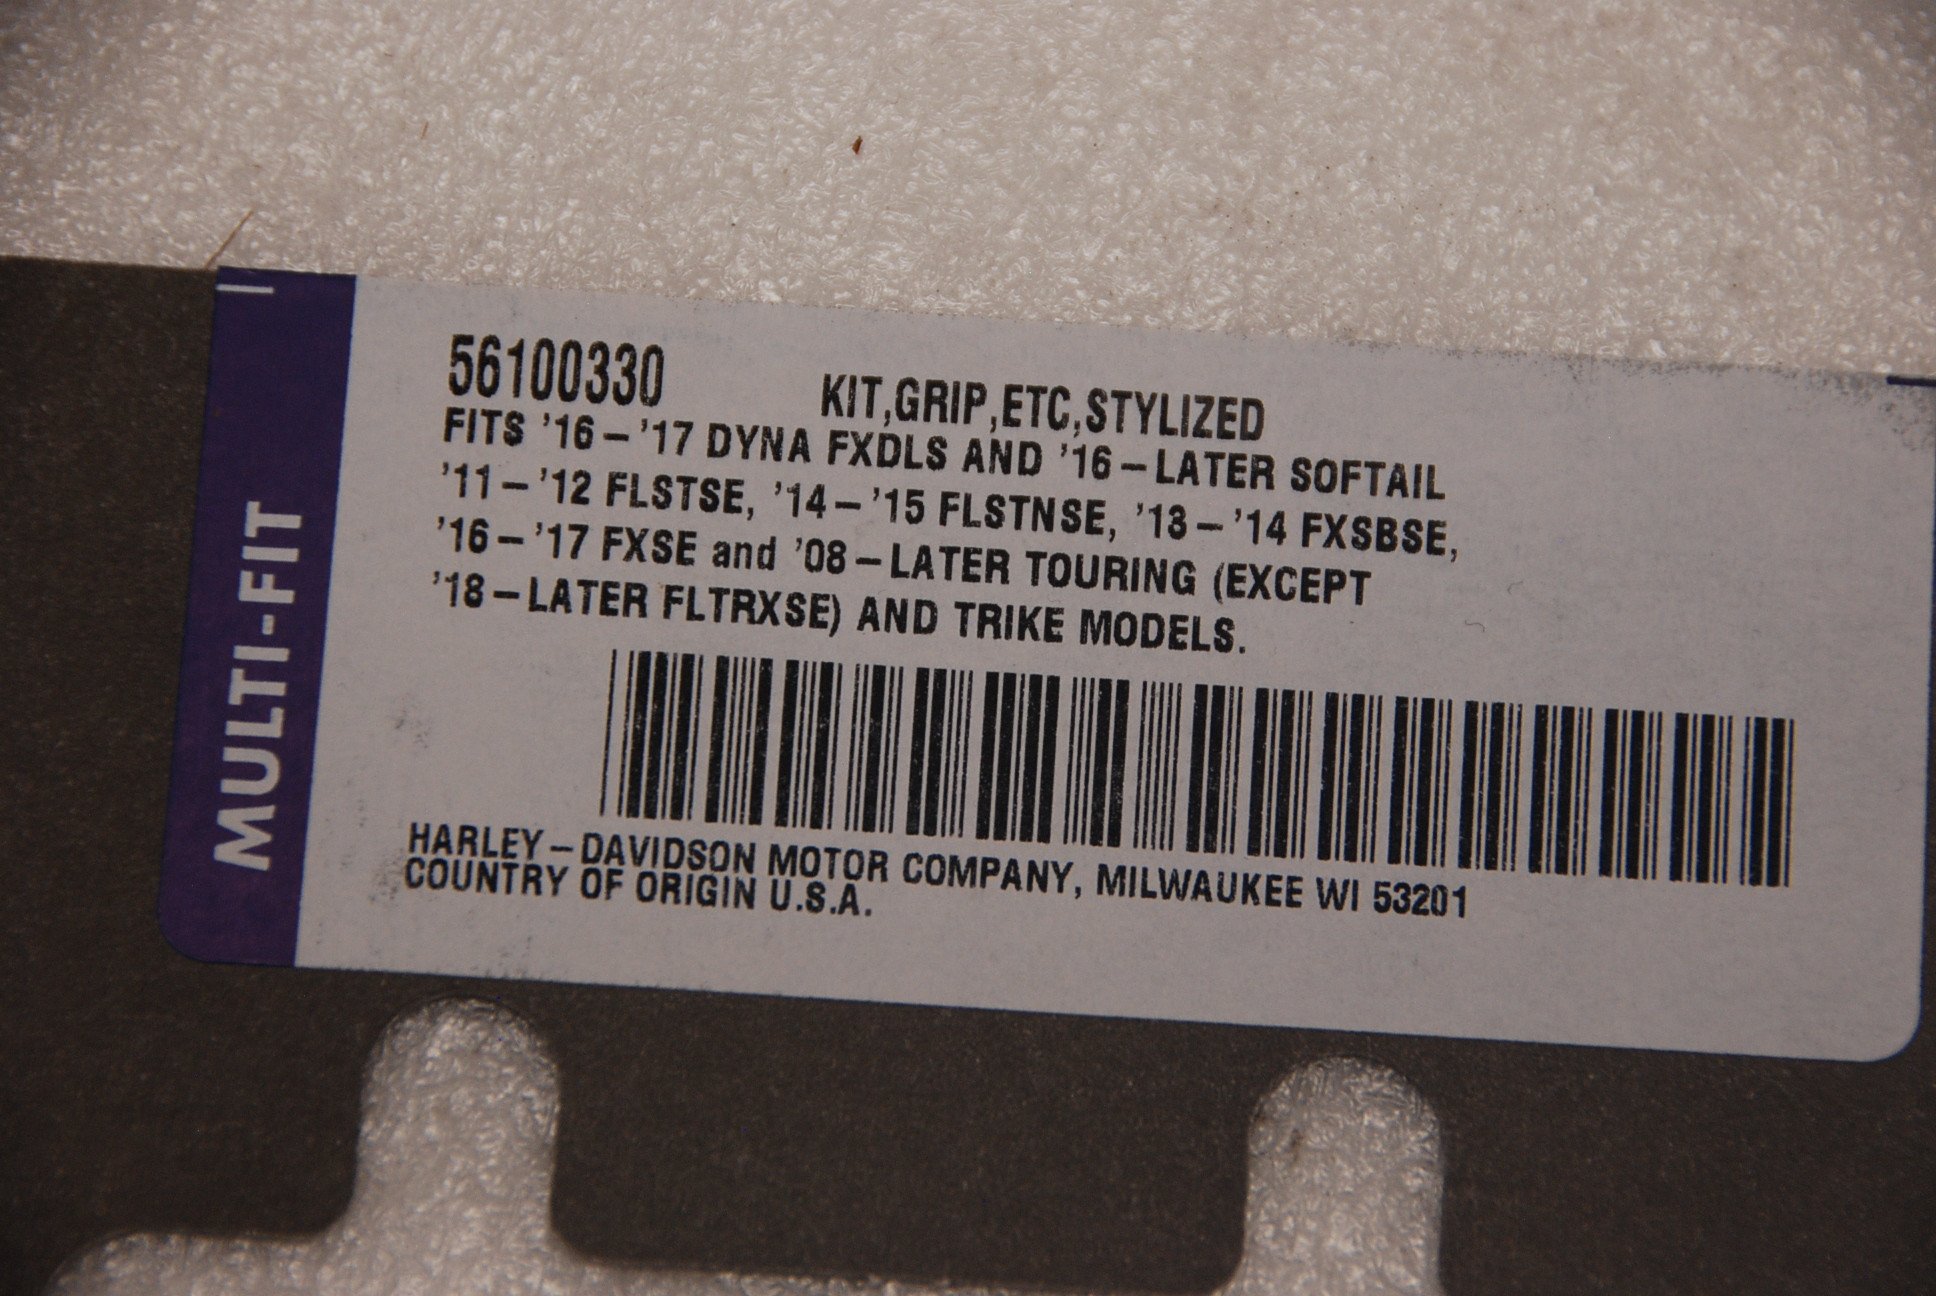 MULTI-FIT
56100330 KIT,GRIP,ETC,STYLIZED
FITS '16-'17 DYNA FXDLS AND '16-LATER SOFTAIL
'11-'12 FLSTSE, '14-'15 FLSTNSE, '13-'14 FXSBSE,
'16-'17 FXSE and '08-LATER TOURING (EXCEPT
'18-LATER FLTRXSE) AND TRIKE MODELS.
HARLEY-DAVIDSON MOTOR COMPANY, MILWAUKEE WI 53201
COUNTRY OF ORIGIN U.S.A.